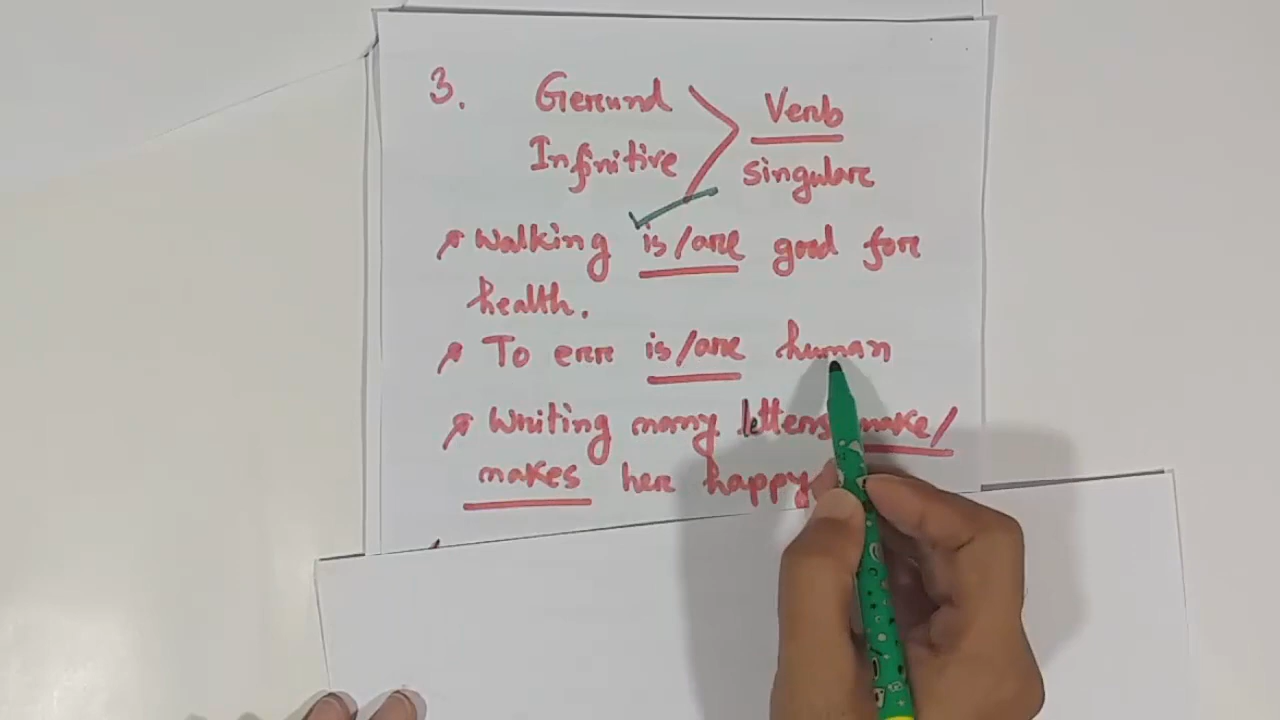 3. Gerund Verb
Infinitive singular
Walking is/are good for
health.
To err is/are human
Writing many letters make/
makes her happy